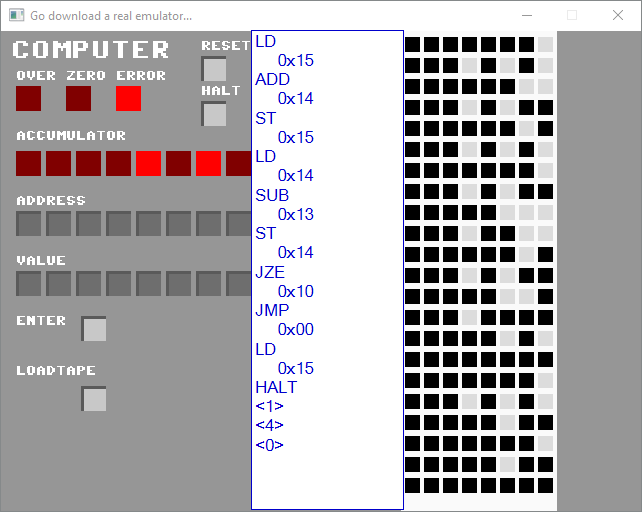 Go download a real emulator...
COMPUTER
OVER ZERO ERROR
RESET
HALT
ACCUMULATOR
ADDRESS
VALUE
ENTER
LOADTAPE
LD
0x15
ADD
0x14
ST
0x15
LD
0x14
SUB
0x13
ST
0x14
JZE
0x10
JMP
0x00
LD
0x15
HALT
<1>
<4>
<0>